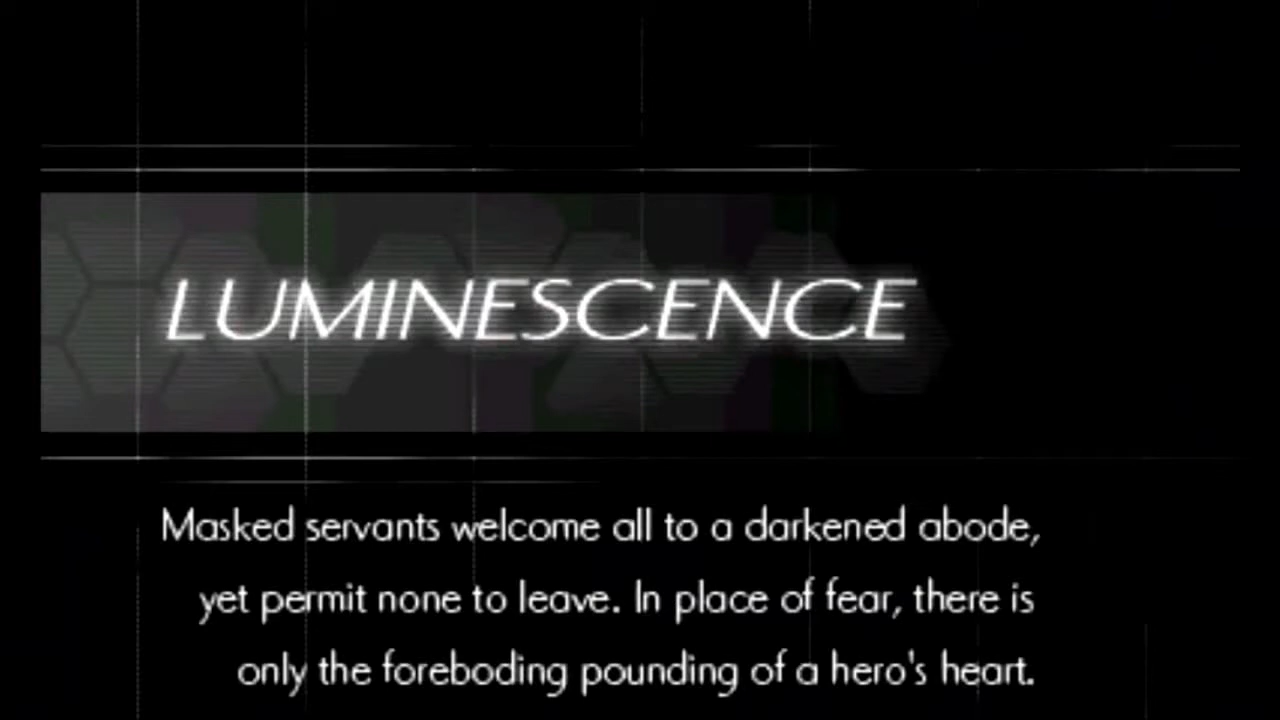 LUMINESCENCE
Masked servants welcome all to a darkened abode,
yet permit none to leave. In place of fear, there is
only the foreboding pounding of a hero's heart.